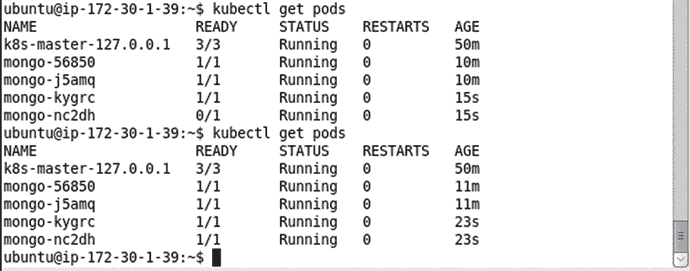 ubuntu@ip-172-30-1-39:~$ kubectl get pods
NAME READY STATUS RESTARTS AGE
k8s-master-127.0.0.1 3/3 Running 0 50m
mongo-56850 1/1 Running 0 10m
mongo-j5amq 1/1 Running 0 10m
mongo-kygrc 1/1 Running 0 15s
mongo-nc2dh 0/1 Running 0 15s
ubuntu@ip-172-30-1-39:~$ kubectl get pods
NAME READY STATUS RESTARTS AGE
k8s-master-127.0.0.1 3/3 Running 0 50m
mongo-56850 1/1 Running 0 11m
mongo-j5amq 1/1 Running 0 11m
mongo-kygrc 1/1 Running 0 23s
mongo-nc2dh 1/1 Running 0 23s
ubuntu@ip-172-30-1-39:~$